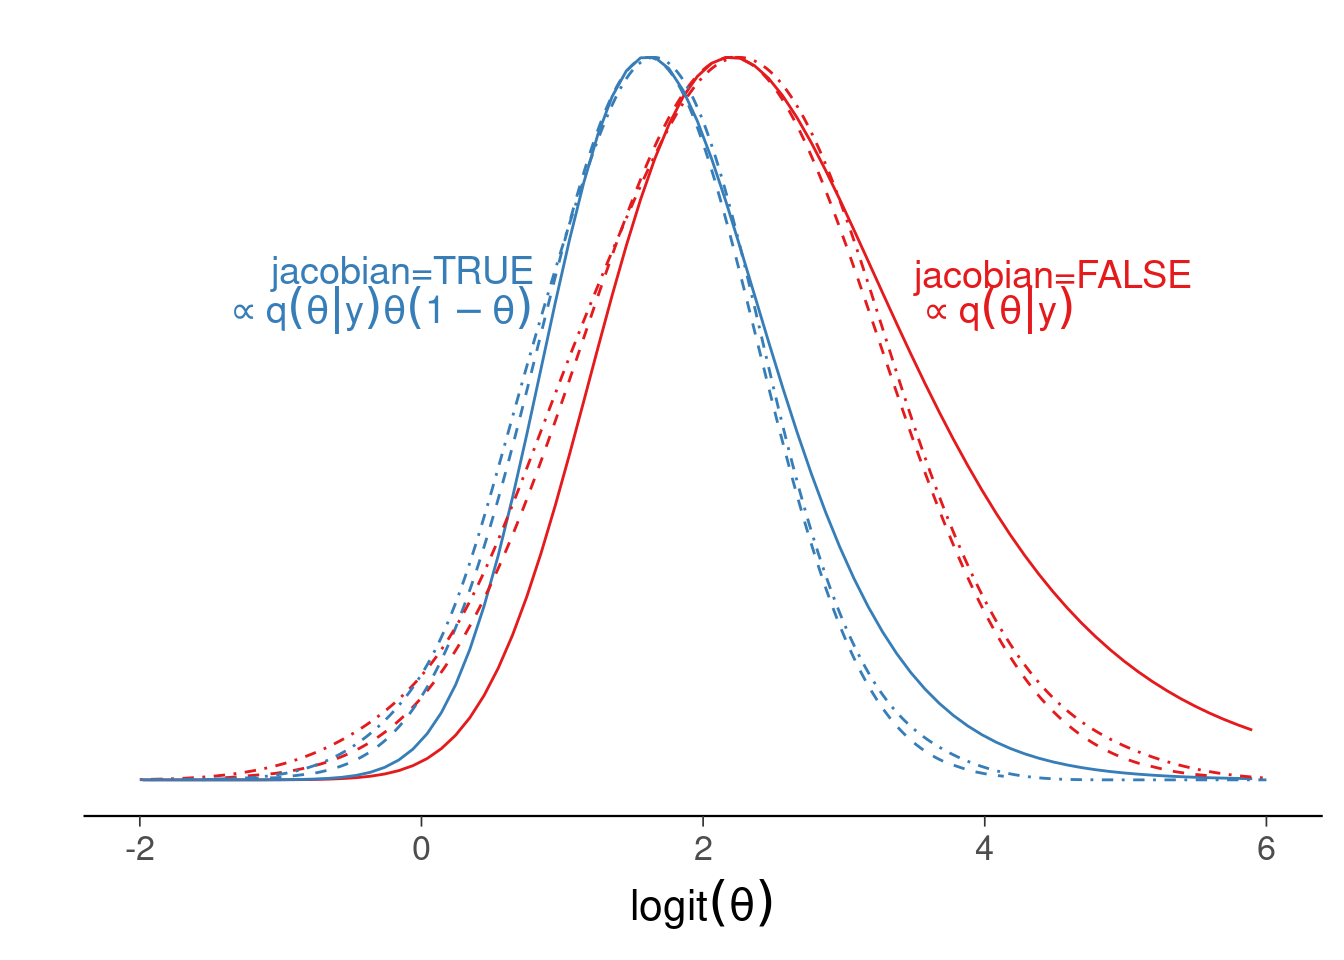 jacobian=TRUE
∝ q(θ|y)θ(1 − θ)
jacobian=FALSE
∝ q(θ|y)
-2 0 2 4 6
logit(θ)